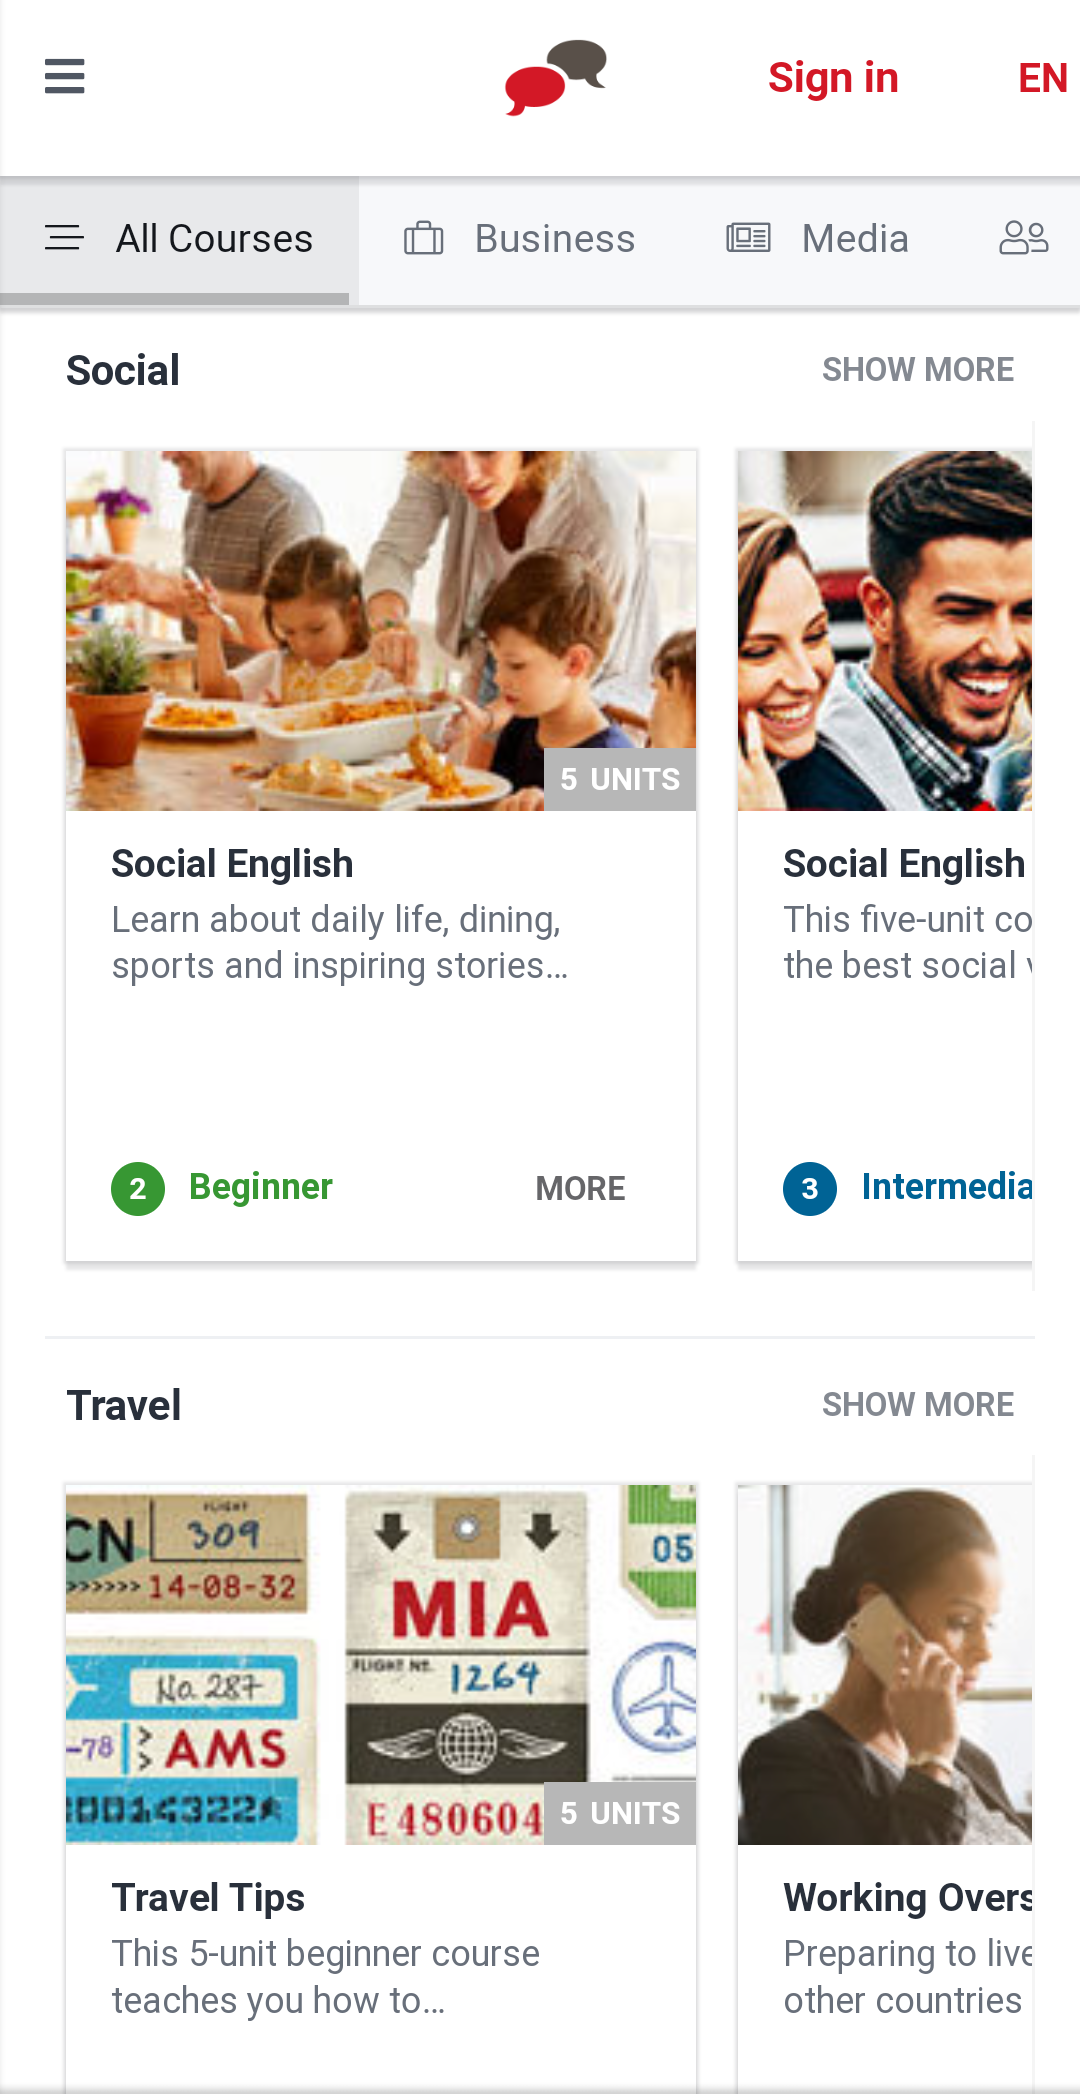 Sign in
EN
All Courses
Business
Media
Social
SHOW MORE
5 UNITS
Social English
Learn about daily life, dining,
sports and inspiring stories...
2 Beginner
MORE
Social English
This five-unit co
the best social
3 Intermedia
Travel
SHOW MORE
CN
FLIGHT
309
>>>>>> 14-08-32
No. 287
-78
AMS
MIA
FLIGHT NE.
1264
E 480604
05
5 UNITS
Travel Tips
This 5-unit beginner course
teaches you how to...
Working Overs
Preparing to live
other countries